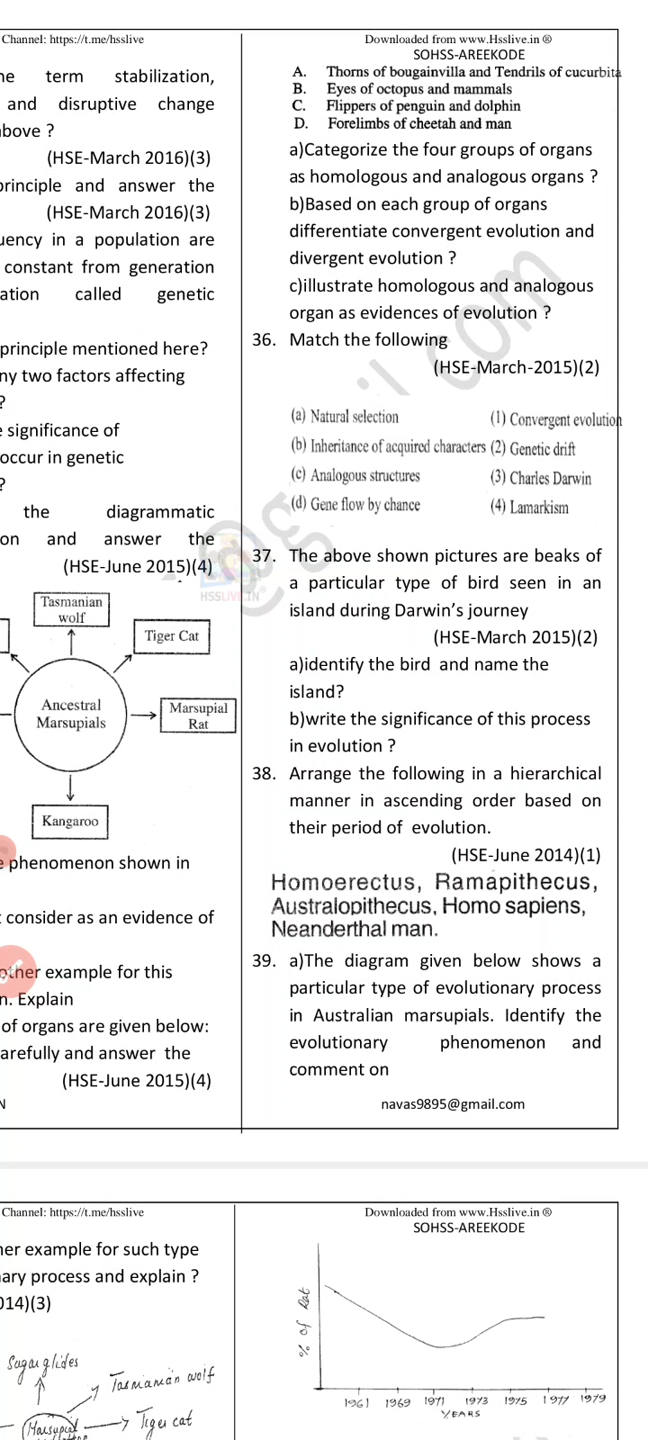 Channel: https://t.me/hsslive
he term stabilization,
and disruptive change
above ?
(HSE-March 2016)(3)
principle and answer the
(HSE-March 2016)(3)
uency in a population are
constant from generation
ation called genetic
principle mentioned here?
ny two factors affecting
?
e significance of
occur in genetic
?
the diagrammatic
on and answer the
(HSE-June 2015)(4)
Tasmanian
wolf
Tiger Cat
Ancestral
Marsupials
Marsupial
Rat
Kangaroo
e phenomenon shown in
t consider as an evidence of
other example for this
n. Explain
of organs are given below:
arefully and answer the
(HSE-June 2015)(4)
N
Downloaded from www.Hsslive.in ®
SOHSS-AREEKODE
A. Thorns of bougainvilla and Tendrils of cucurbita
B. Eyes of octopus and mammals
C. Flippers of penguin and dolphin
D. Forelimbs of cheetah and man
a)Categorize the four groups of organs
as homologous and analogous organs ?
b)Based on each group of organs
differentiate convergent evolution and
divergent evolution ?
c)illustrate homologous and analogous
organ as evidences of evolution ?
36. Match the following
(HSE-March-2015)(2)
(a) Natural selection (1) Convergent evolution
(b) Inheritance of acquired characters (2) Genetic drift
(c) Analogous structures (3) Charles Darwin
(d) Gene flow by chance (4) Lamarkism
HSSLIVE.IN
37. The above shown pictures are beaks of
a particular type of bird seen in an
island during Darwin's journey
(HSE-March 2015)(2)
a)identify the bird and name the
island?
b)write the significance of this process
in evolution ?
38. Arrange the following in a hierarchical
manner in ascending order based on
their period of evolution.
(HSE-June 2014)(1)
Homoerectus, Ramapithecus,
Australopithecus, Homo sapiens,
Neanderthal man.
39. a)The diagram given below shows a
particular type of evolutionary process
in Australian marsupials. Identify the
evolutionary phenomenon and
comment on
navas9895@gmail.com
Channel: https://t.me/hsslive
her example for such type
nary process and explain ?
014)(3)
Sugar glides
Tasmanian wolf
Marsupial
Tiger cat
Downloaded from www.Hsslive.in ®
SOHSS-AREEKODE
% of Rat
1961 1969 1971 1973 1975 1977 1979
YEARS